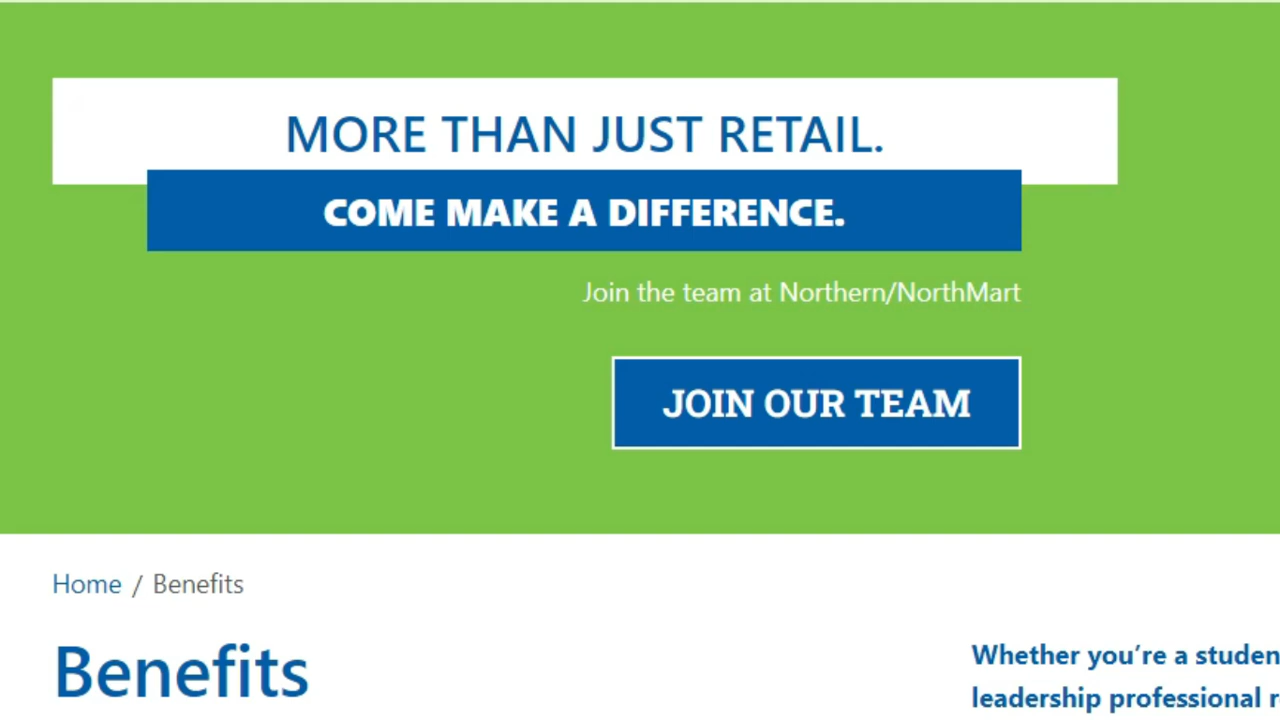 MORE THAN JUST RETAIL.
COME MAKE A DIFFERENCE.
Join the team at Northern/NorthMart
JOIN OUR TEAM
Home / Benefits
Benefits
Whether you’re a
leadership professional